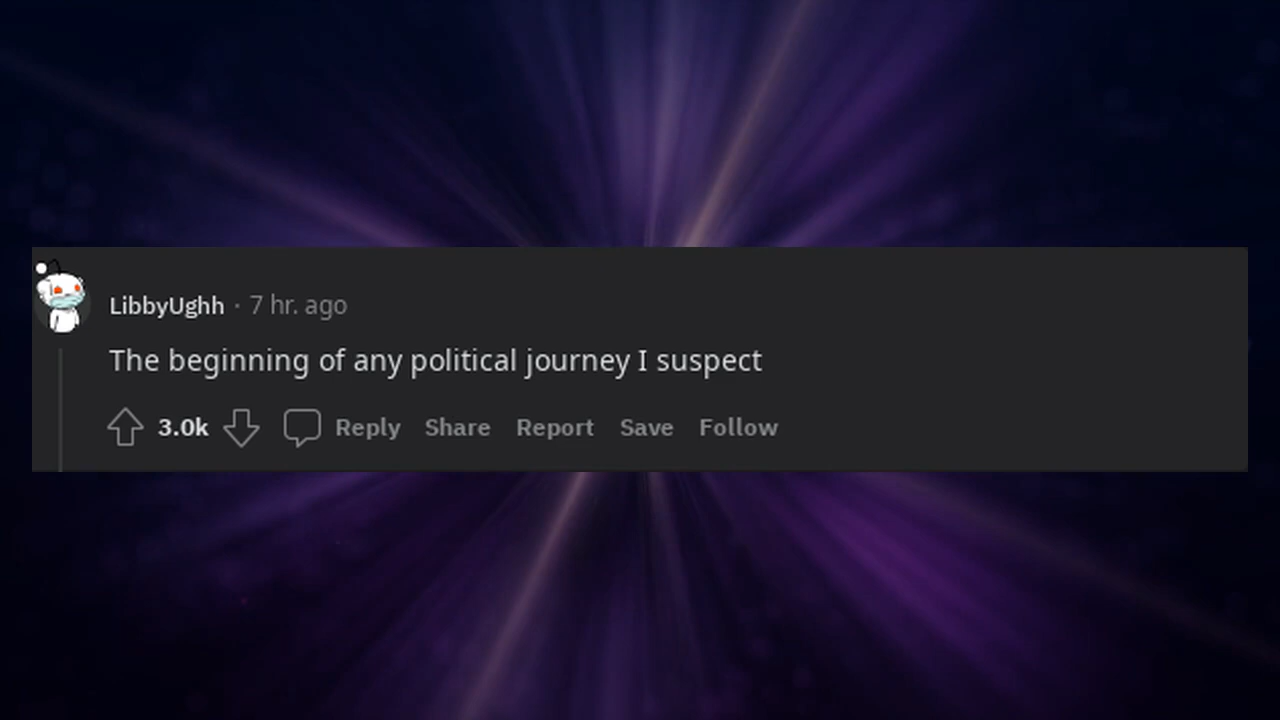 LibbyUghh · 7 hr. ago
The beginning of any political journey I suspect
3.0k Reply Share Report Save Follow